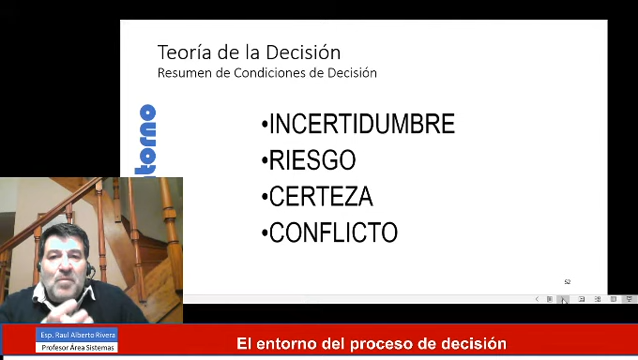 Teoría de la Decisión
Resumen de Condiciones de Decisión
torno
•INCERTIDUMBRE
•RIESGO
•CERTEZA
•CONFLICTO
52
Esp. Raul Alberto Rivera
Profesor Área Sistemas
El entorno del proceso de decisión